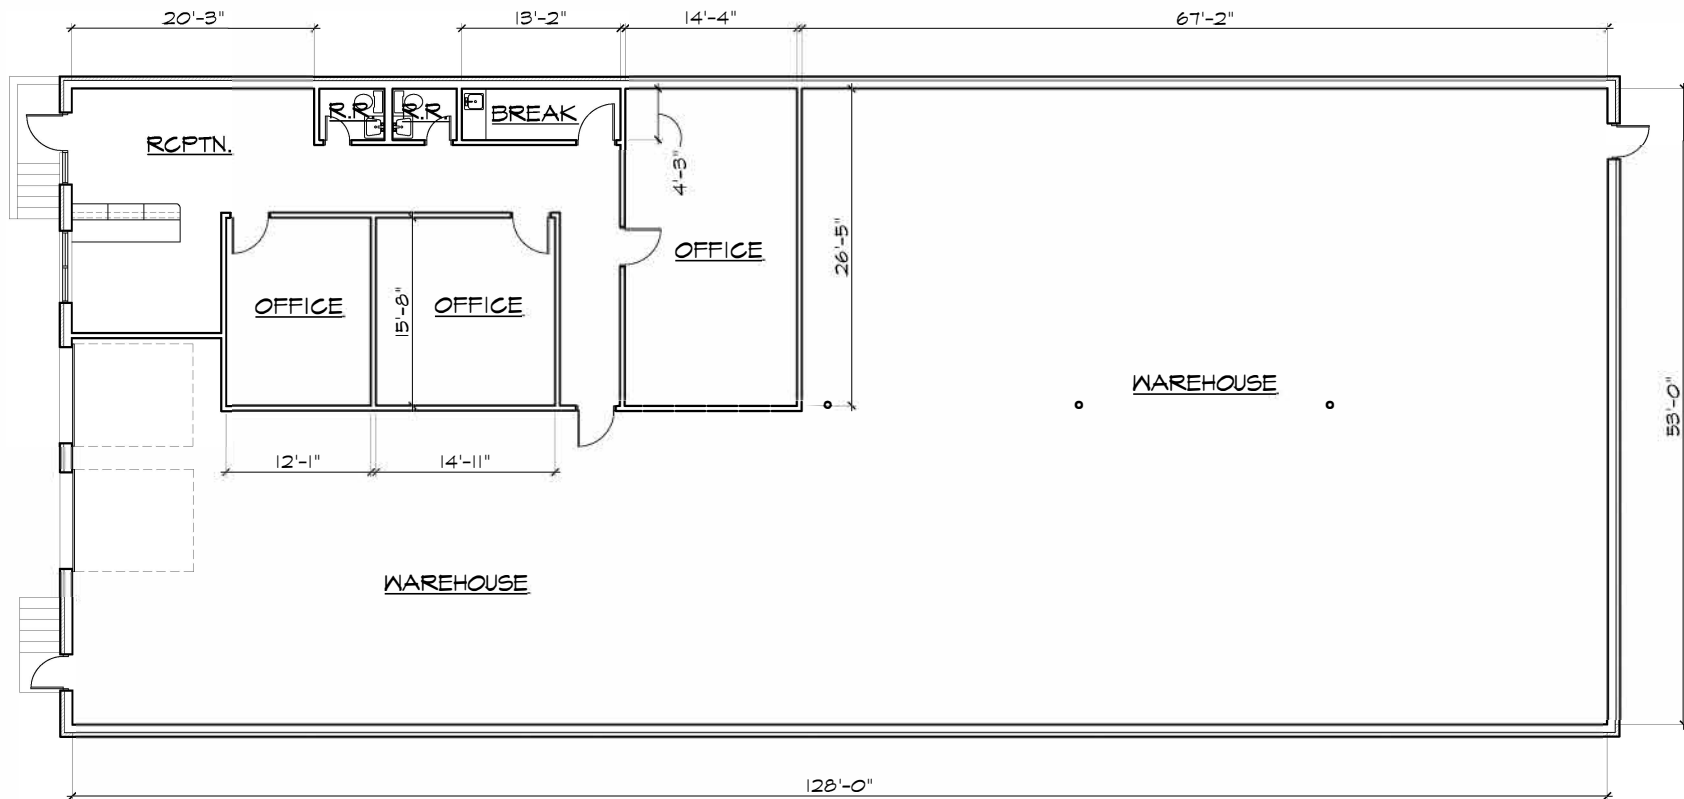 20'-3"
13'-2"
14'-4"
67'-2"
R.R.
R.R.
BREAK
RCPTN.
4'-3"
OFFICE
26'-5"
OFFICE
OFFICE
15'-8"
WAREHOUSE
53'-0"
12'-1"
14'-11"
WAREHOUSE
128'-0"